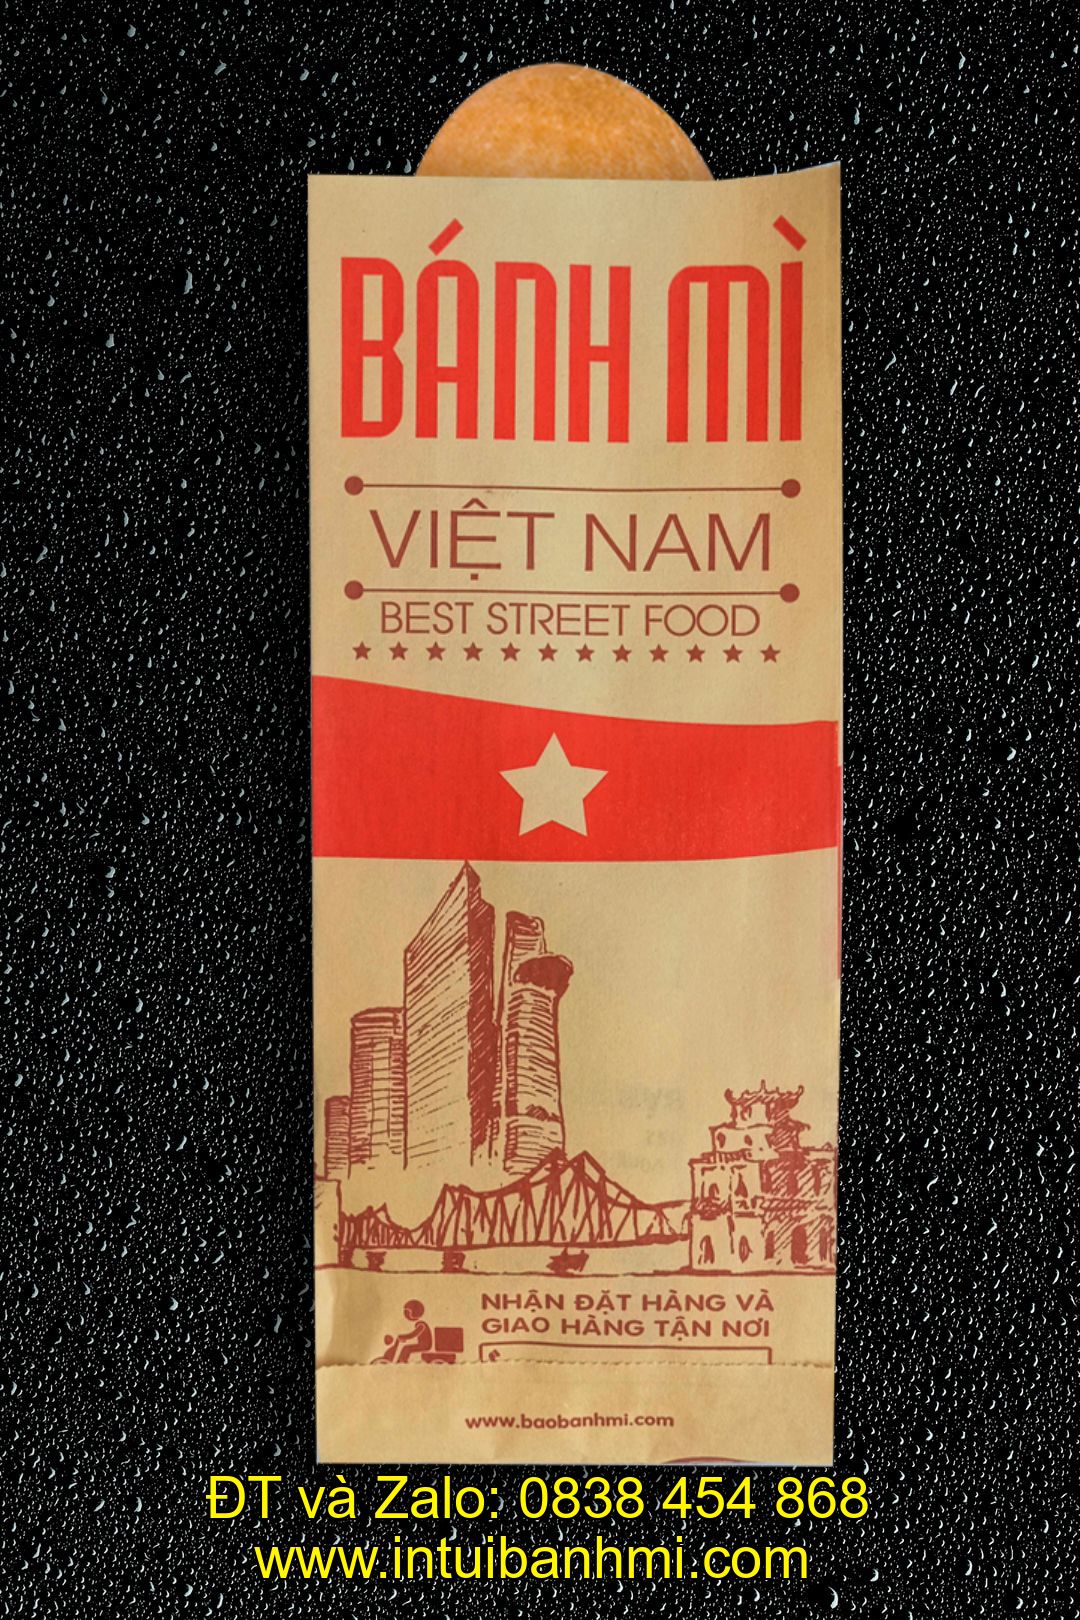 BÁNH MÌ
VIỆT NAM
BEST STREET FOOD
NHẬN ĐẶT HÀNG VÀ
GIAO HÀNG TẬN NƠI
www.baobanhmi.com
ĐT và Zalo: 0838 454 868
www.intuibanhmi.com